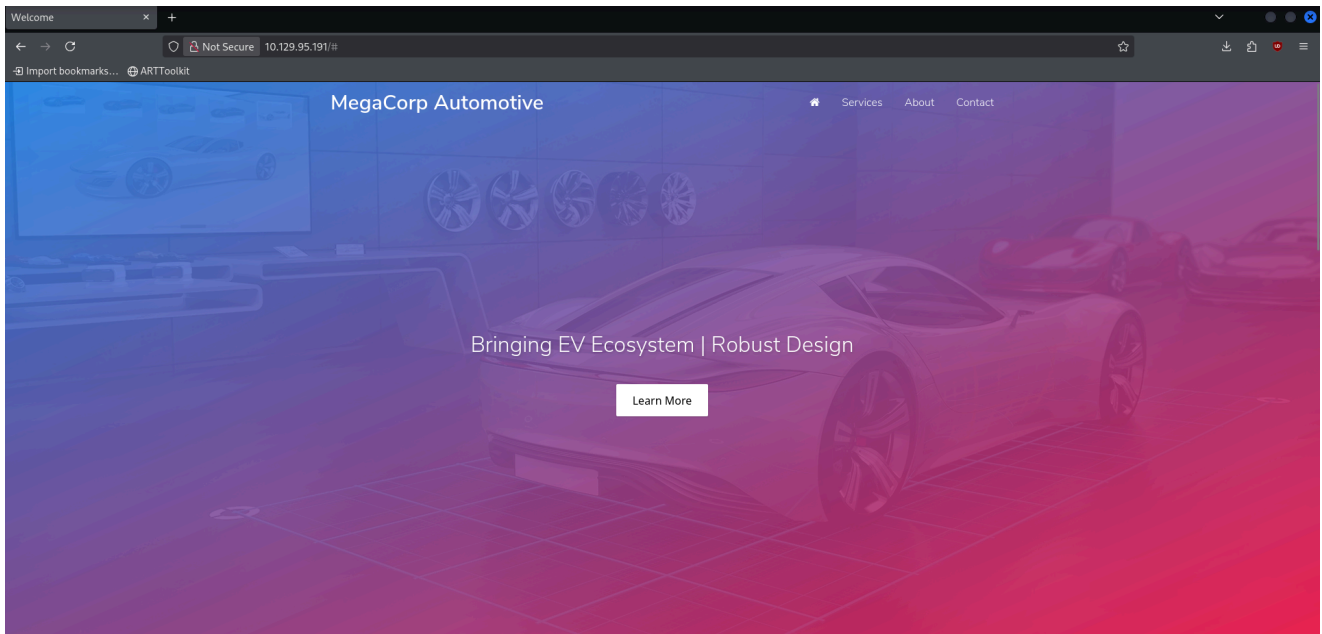 Welcome
Not Secure 10.129.95.191/#
Import bookmarks... ARTToolkit
MegaCorp Automotive Services About Contact
Bringing EV Ecosystem | Robust Design
Learn More